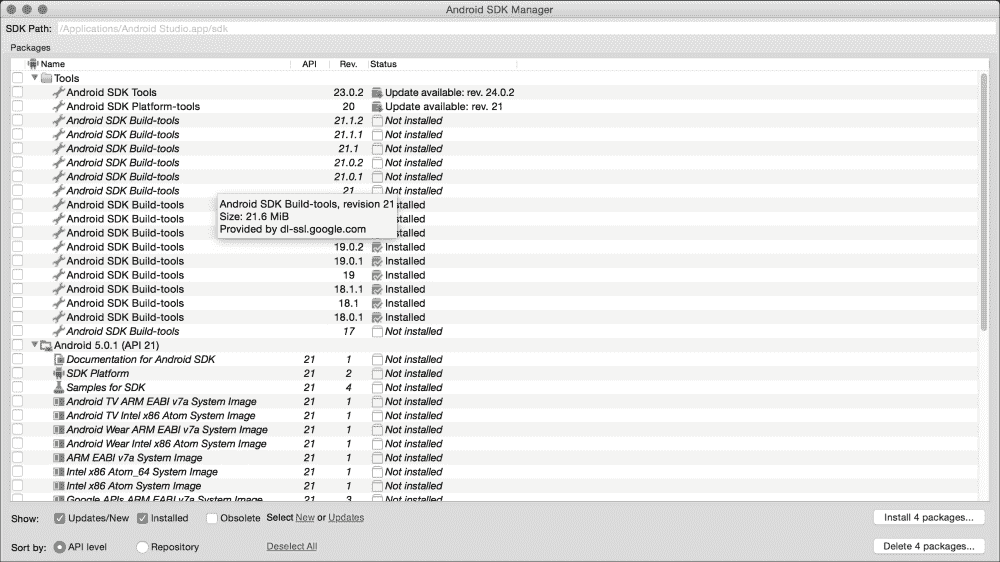 Android SDK Manager
SDK Path: /Applications/Android Studio.app/sdk
Packages
Name API Rev. Status
Tools
Android SDK Tools 23.0.2 Update available: rev. 24.0.2
Android SDK Platform-tools 20 Update available: rev. 21
Android SDK Build-tools 21.1.2 Not installed
Android SDK Build-tools 21.1.1 Not installed
Android SDK Build-tools 21.1 Not installed
Android SDK Build-tools 21.0.2 Not installed
Android SDK Build-tools 21.0.1 Not installed
Android SDK Build-tools 21 Not installed
Android SDK Build-tools
Android SDK Build-tools, revision 21
Android SDK Build-tools
Size: 21.6 MiB
Android SDK Build-tools
Provided by dl-ssl.google.com
Android SDK Build-tools 19.0.2 Installed
Android SDK Build-tools 19.0.1 Installed
Android SDK Build-tools 19 Installed
Android SDK Build-tools 18.1.1 Installed
Android SDK Build-tools 18.1 Installed
Android SDK Build-tools 18.0.1 Installed
Android SDK Build-tools 17 Not installed
Android 5.0.1 (API 21)
Documentation for Android SDK 21 1 Not installed
SDK Platform 21 2 Not installed
Samples for SDK 21 4 Not installed
Android TV ARM EABI v7a System Image 21 1 Not installed
Android TV Intel x86 Atom System Image 21 1 Not installed
Android Wear ARM EABI v7a System Image 21 1 Not installed
Android Wear Intel x86 Atom System Image 21 1 Not installed
ARM EABI v7a System Image 21 1 Not installed
Intel x86 Atom_64 System Image 21 1 Not installed
Intel x86 Atom System Image 21 1 Not installed
Google APIs ARM EABI v7a System Image 21 3 Not installed
Show: Updates/New Installed Obsolete Select New or Updates Install 4 packages...
Sort by: API level Repository Deselect All Delete 4 packages...